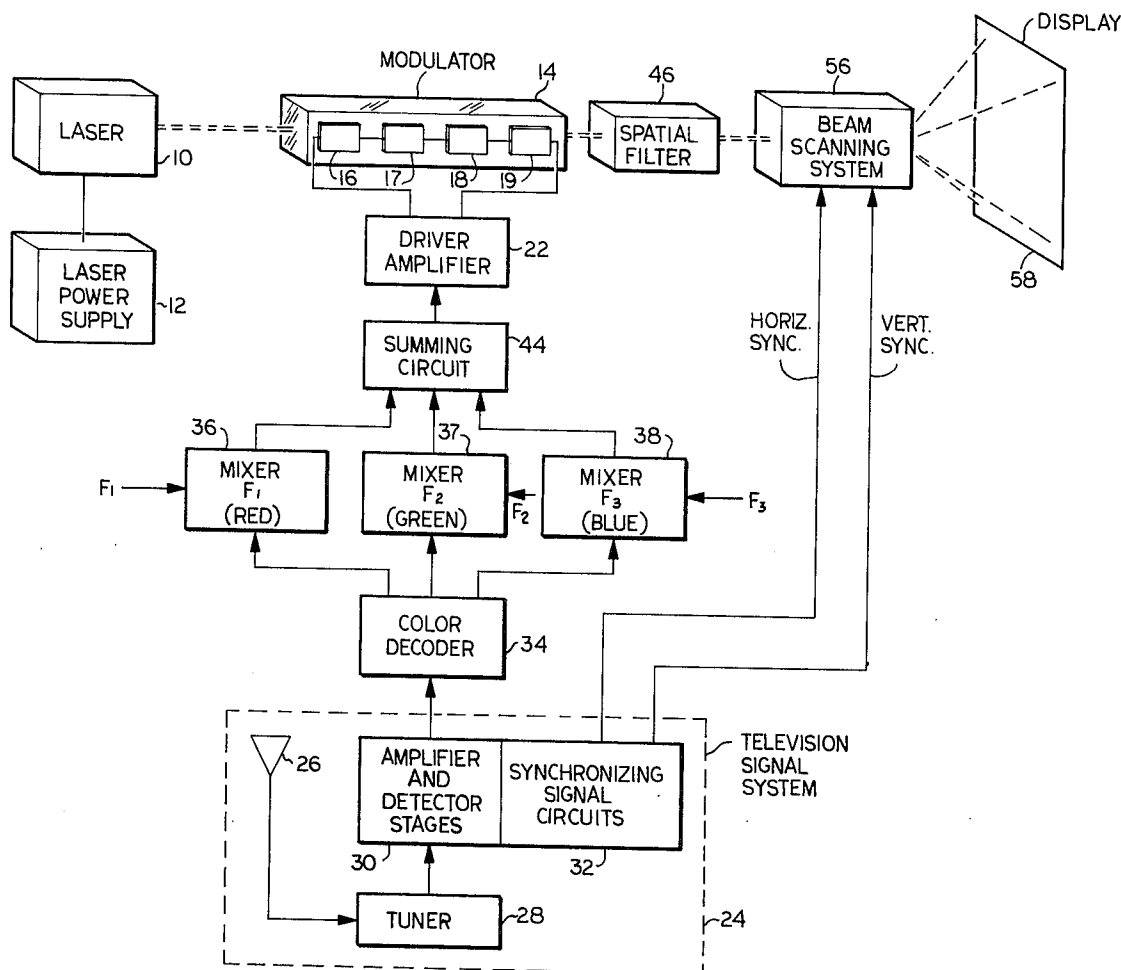 DISPLAY
MODULATOR
14
46
56
LASER
10
16
17
18
19
SPATIAL
FILTER
BEAM
SCANNING
SYSTEM
58
LASER
POWER
SUPPLY
12
DRIVER
AMPLIFIER
22
HORIZ.
SYNC.
VERT.
SYNC.
SUMMING
CIRCUIT
44
36
37
38
F1
MIXER
F1
(RED)
MIXER
F2
(GREEN)
F2
MIXER
F3
(BLUE)
F3
COLOR
DECODER
34
26
AMPLIFIER
AND
DETECTOR
STAGES
30
SYNCHRONIZING
SIGNAL
CIRCUITS
32
TELEVISION
SIGNAL
SYSTEM
TUNER
28
24